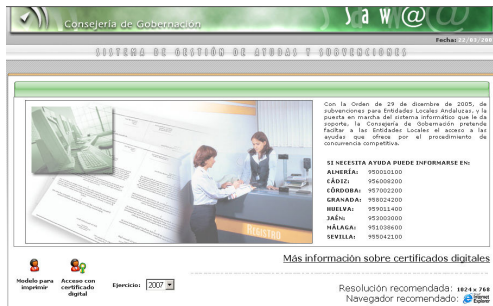 Consejería de Gobernación
Fecha:
SISTEMA DE GESTIÓN DE AYUDAS Y SUBVENCIONES
Con la Orden de 29 de diciembre de 2005, de
subvenciones para Entidades Locales Andaluzas, y la
puesta en marcha del sistema informático que le da
soporte, la Consejería de Gobernación pretende
facilitar a las Entidades Locales el acceso a las
ayudas que ofrece por el procedimiento de
concurrencia competitiva.
SI NECESITA AYUDA PUEDE INFORMARSE EN:
ALMERÍA: 950010100
CÁDIZ: 956008200
CÓRDOBA: 957002200
GRANADA: 958024200
HUELVA: 959011400
JAÉN: 953003000
MÁLAGA: 951038600
SEVILLA: 955042100
REGISTRO
Más información sobre certificados digitales
Modelo para imprimir
Acceso con certificado digital
Ejercicio: 2007
Resolución recomendada: 1024 x 768
Navegador recomendado: Internet Explorer